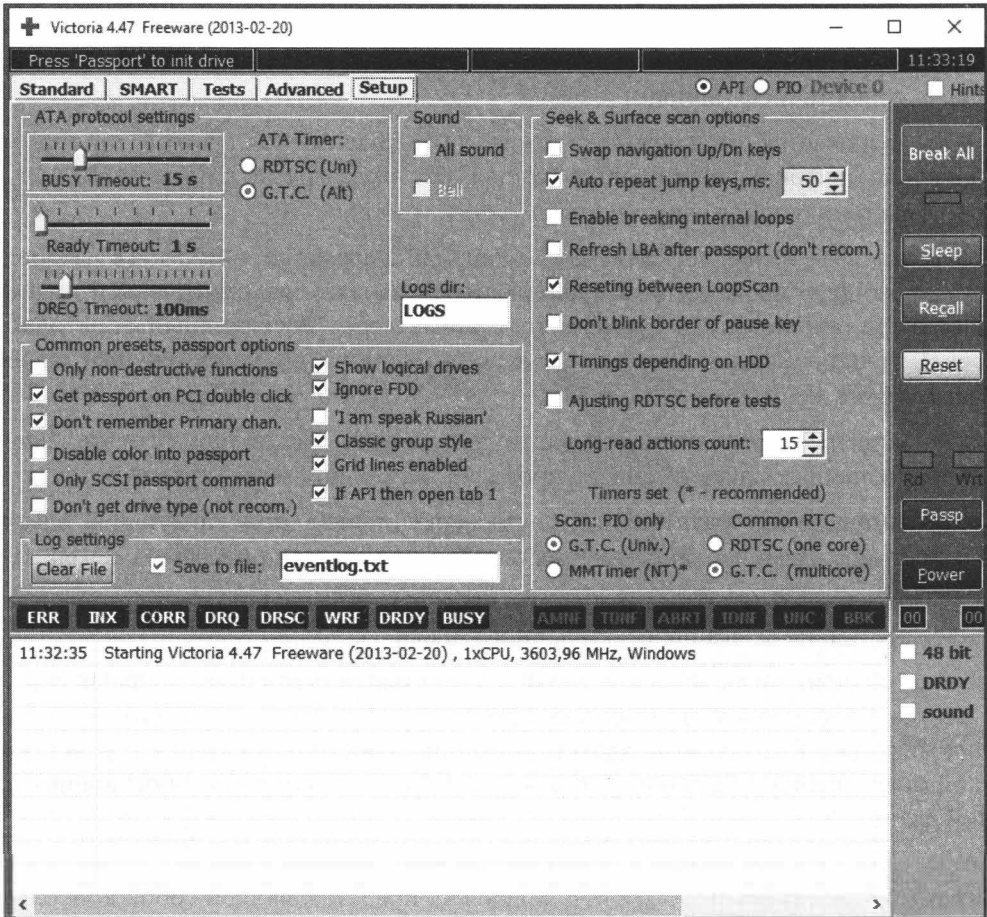 Victoria 4.47 Freeware (2013-02-20)
Press 'Passport' to init drive
11:33:19
Standard SMART Tests Advanced Setup
API PIO Device 0
Hints
ATA protocol settings
BUSY Timeout: 15 s
Ready Timeout: 1 s
DREQ Timeout: 100ms
ATA Timer:
RDTSC (Uni)
G.T.C. (Alt)
Sound
All sound
Bell
Logs dir:
LOGS
Common presets, passport options
Only non-destructive functions
Get passport on PCI double click
Don't remember Primary chan.
Disable color into passport
Only SCSI passport command
Don't get drive type (not recom.)
Show logical drives
Ignore FDD
'I am speak Russian'
Classic group style
Grid lines enabled
If API then open tab 1
Log settings
Clear File
Save to file: eventlog.txt
Seek & Surface scan options
Swap navigation Up/Dn keys
Auto repeat jump keys,ms: 50
Enable breaking internal loops
Refresh LBA after passport (don't recom.)
Reseting between LoopScan
Don't blink border of pause key
Timings depending on HDD
Ajusting RDTSC before tests
Long-read actions count: 15
Timers set (* - recommended)
Scan: PIO only
G.T.C. (Univ.)
MMTimer (NT)*
Common RTC
RDTSC (one core)
G.T.C. (multicore)
Break All
Sleep
Recall
Reset
Rd Wrt
Passp
Power
ERR INX CORR DRQ DRSC WRF DRDY BUSY
AMNF T0NF ABRT IDNF UNC BBK
00 00
11:32:35 Starting Victoria 4.47 Freeware (2013-02-20) , 1xCPU, 3603,96 MHz, Windows
48 bit
DRDY
sound